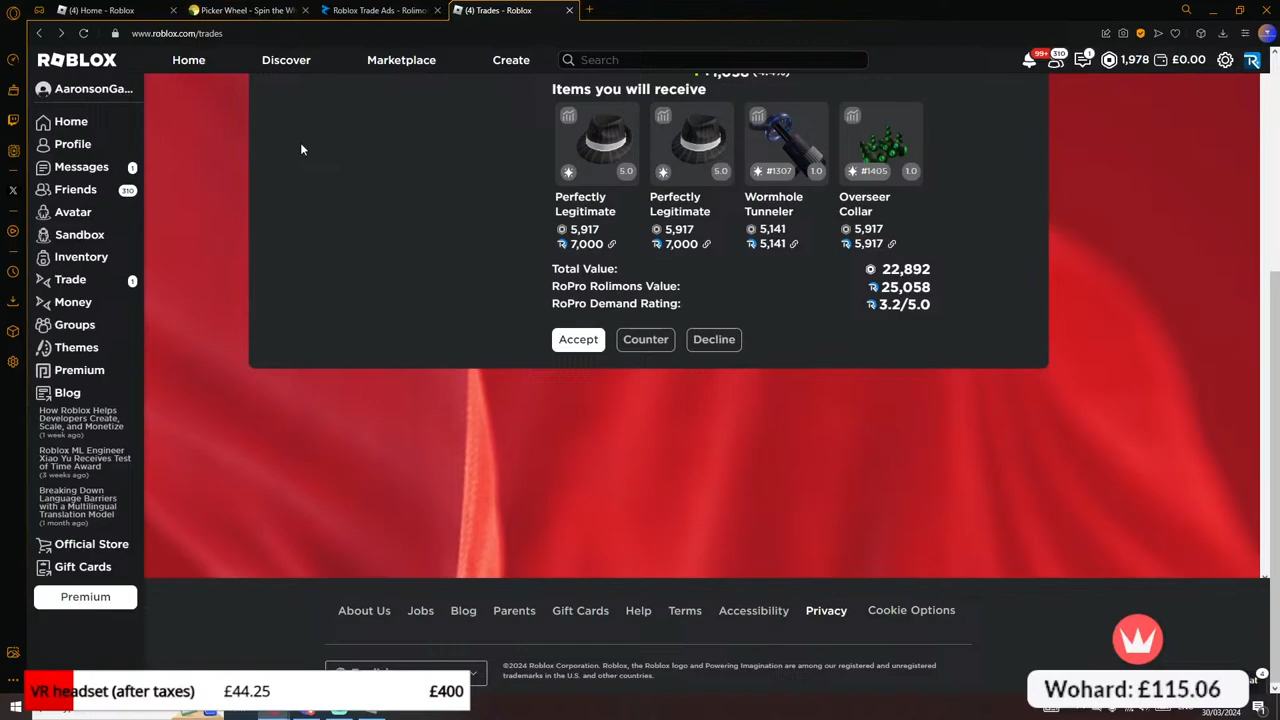 (4) Home - Roblox
Picker Wheel - Spin the Wh
Roblox Trade Ads - Rolimo
(4) Trades - Roblox
www.roblox.com/trades
ROBLOX
Home
Discover
Marketplace
Create
Search
99+
310
1
1,978
£0.00
AaronsonGa...
Home
Profile
Messages
1
Friends
310
Avatar
Sandbox
Inventory
Trade
1
Money
Groups
Themes
Premium
Blog
How Roblox Helps
Developers Create,
Scale, and Monetize
(1 week ago)
Roblox ML Engineer
Xiao Yu Receives Test
of Time Award
(3 weeks ago)
Breaking Down
Language Barriers
with a Multilingual
Translation Model
(1 month ago)
Official Store
Gift Cards
Premium
Items you will receive
5.0
5.0
#1307
1.0
#1405
1.0
Perfectly
Legitimate
5,917
7,000
Perfectly
Legitimate
5,917
7,000
Wormhole
Tunneler
5,141
5,141
Overseer
Collar
5,917
5,917
Total Value:
22,892
RoPro Rolimons Value:
25,058
RoPro Demand Rating:
3.2/5.0
Accept
Counter
Decline
About Us
Jobs
Blog
Parents
Gift Cards
Help
Terms
Accessibility
Privacy
Cookie Options
©2024 Roblox Corporation. Roblox, the Roblox logo and Powering Imagination are among our registered and unregistered
trademarks in the U.S. and other countries.
VR headset (after taxes)
£44.25
£400
Wohard: £115.06
4
30/03/2024